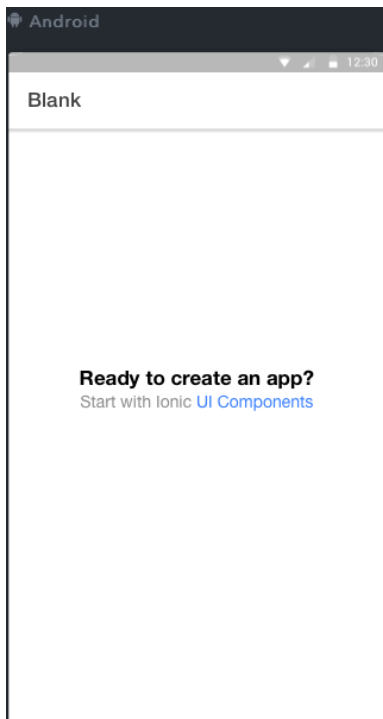 Android
12:30
Blank
Ready to create an app?
Start with Ionic UI Components